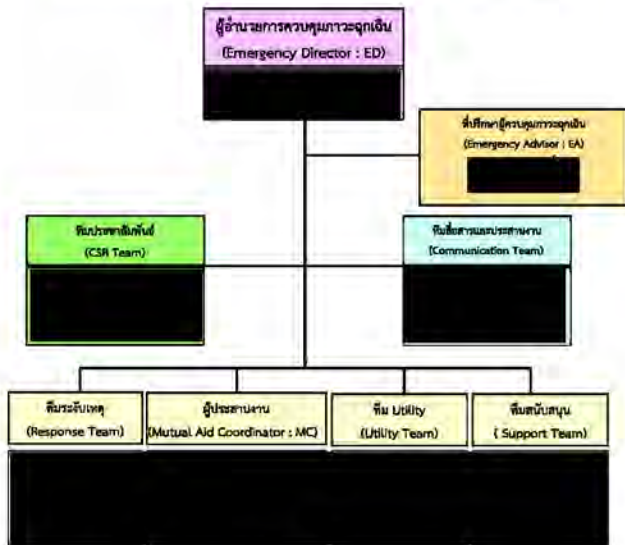 ผู้อำนวยการควบคุมภาวะฉุกเฉิน
(Emergency Director : ED)
ที่ปรึกษาผู้ควบคุมภาวะฉุกเฉิน
(Emergency Advisor : EA)
ทีมประชาสัมพันธ์
(CSR Team)
ทีมสื่อสารและประสานงาน
(Communication Team)
ทีมระงับเหตุ
(Response Team)
ผู้ประสานงาน
(Mutual Aid Coordinator : MC)
ทีม Utility
(Utility Team)
ทีมสนับสนุน
( Support Team)